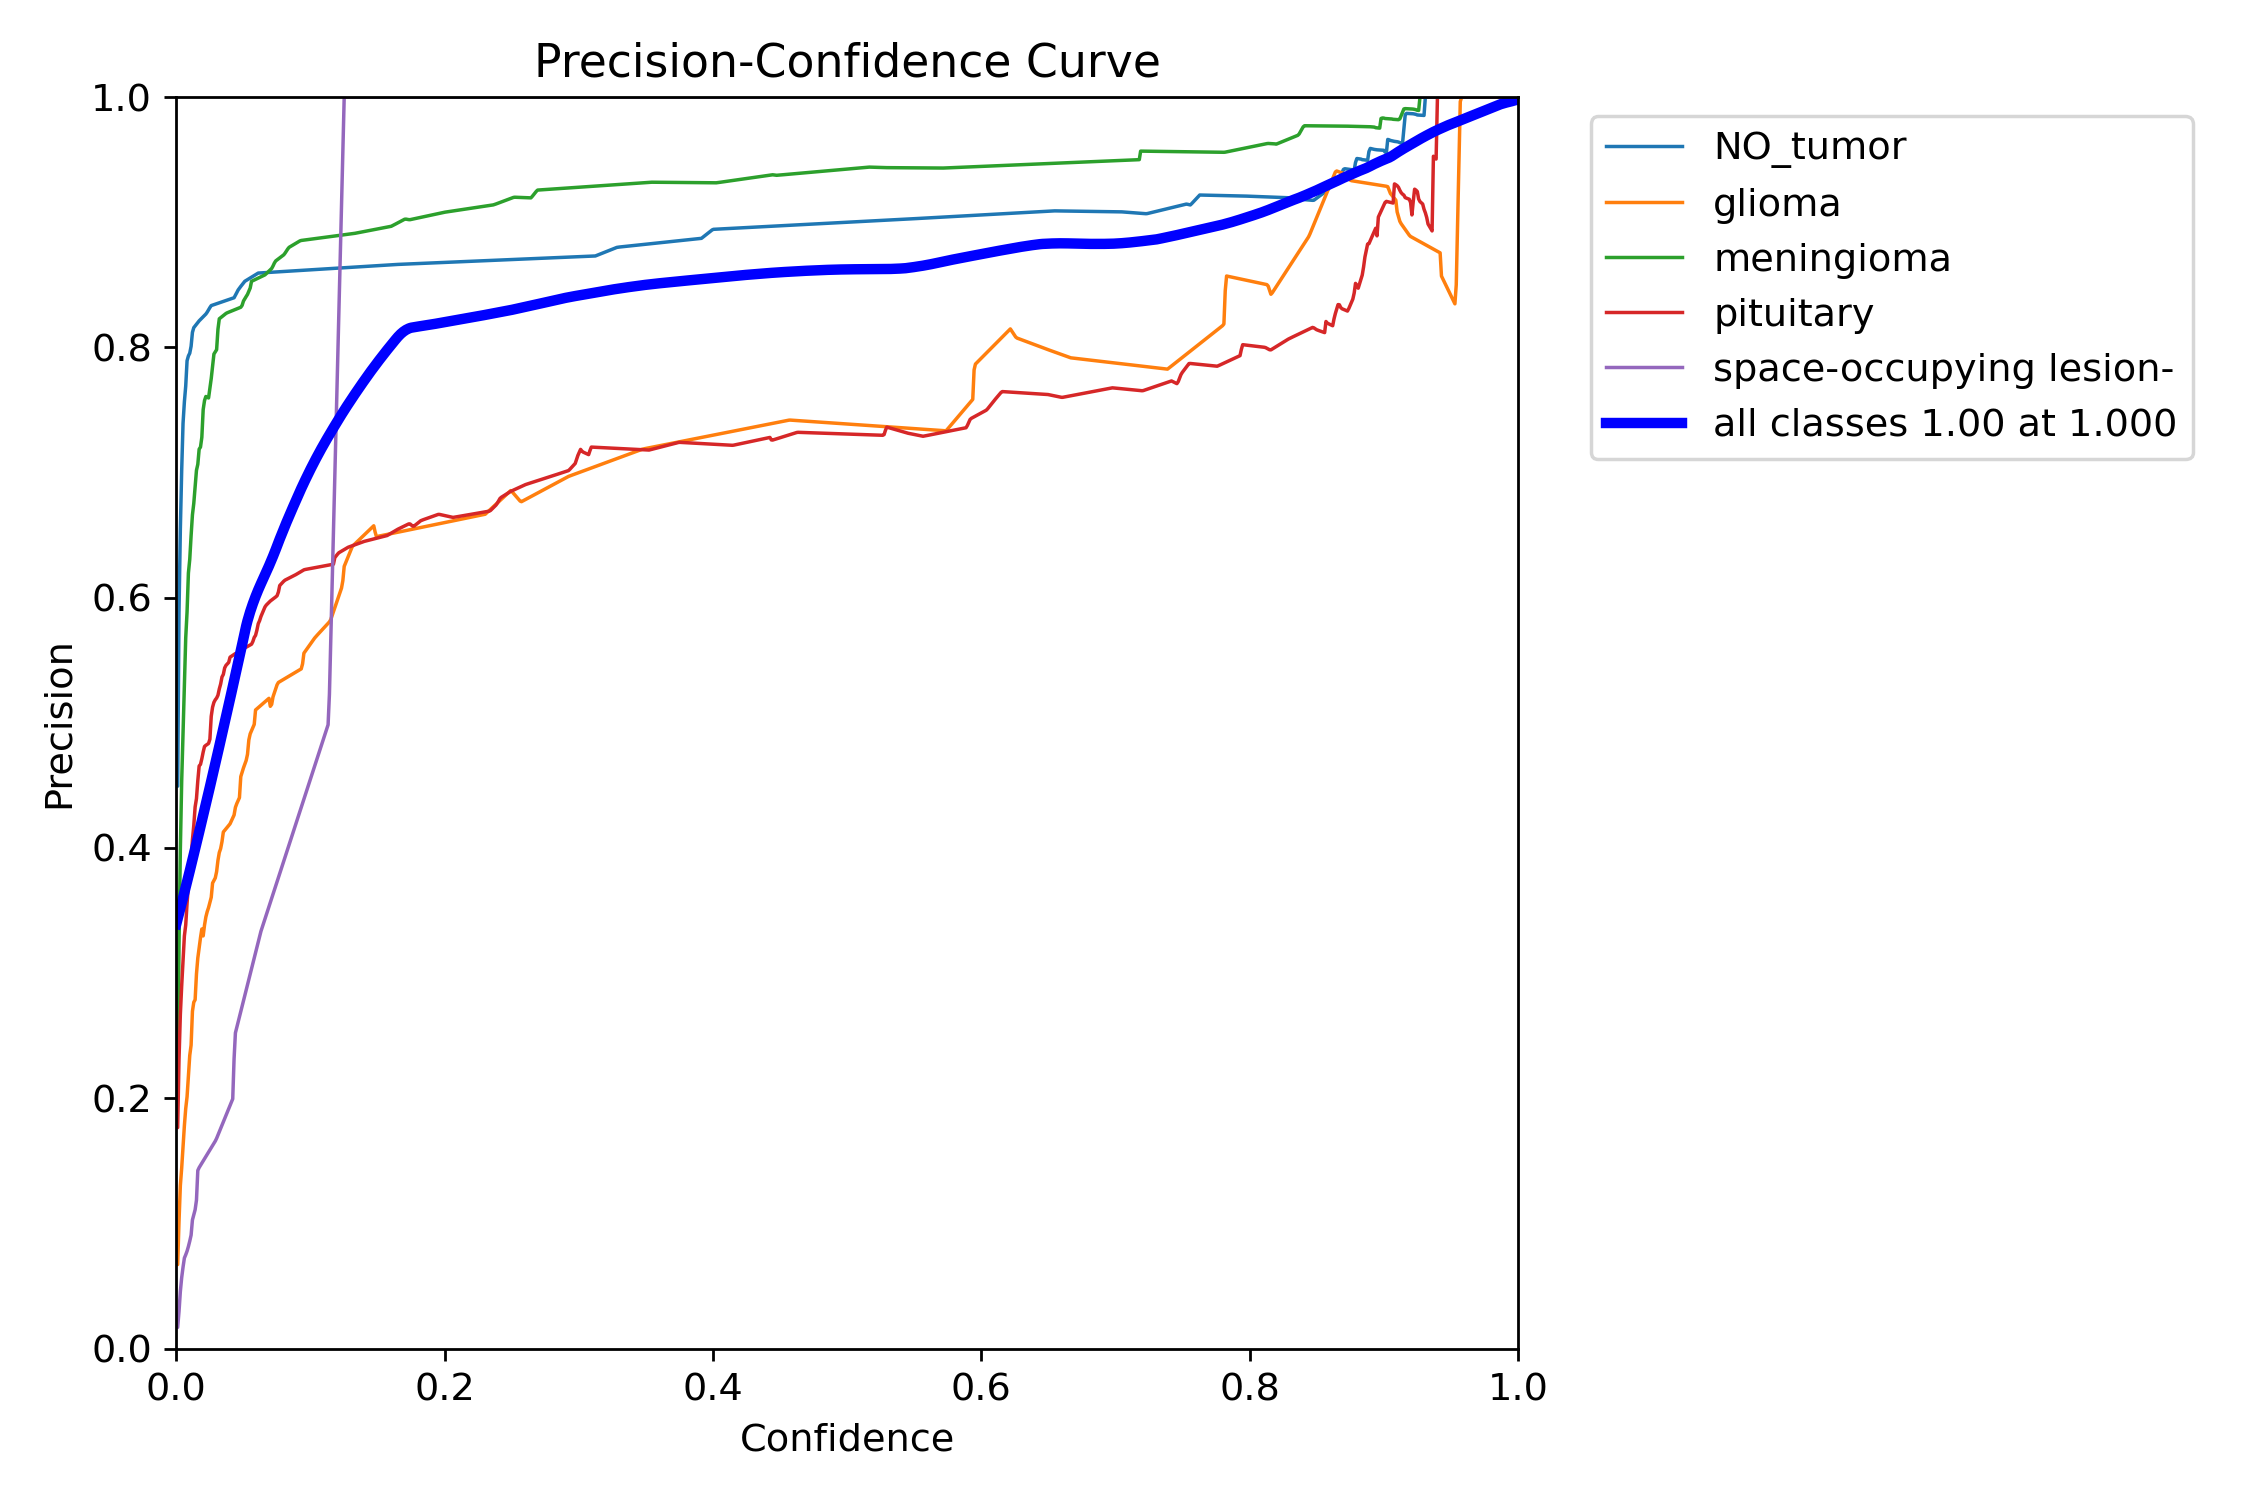 Precision-Confidence Curve
1.0
0.8
0.6
0.4
0.2
0.0
Precision
0.0 0.2 0.4 0.6 0.8 1.0
Confidence
NO_tumor
glioma
meningioma
pituitary
space-occupying lesion-
all classes 1.00 at 1.000